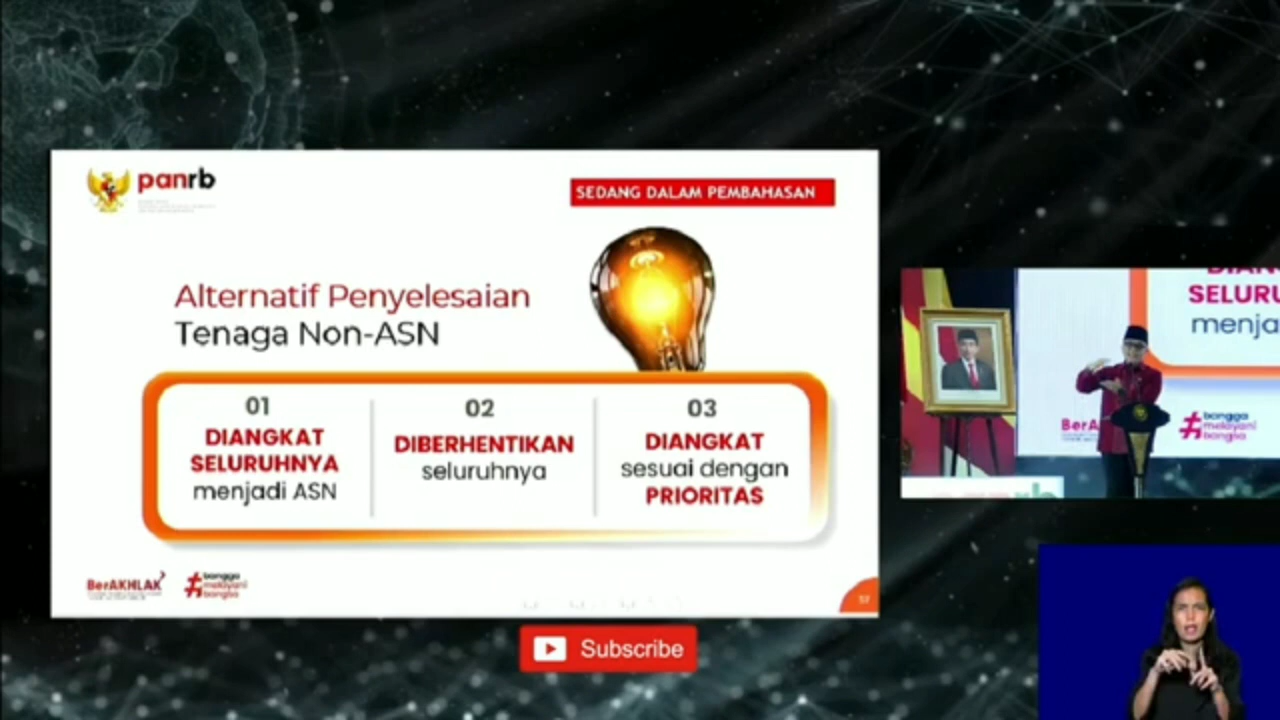 panrb
SEDANG DALAM PEMBAHASAN
Alternatif Penyelesaian
Tenaga Non-ASN
01
DIANGKAT
SELURUHNYA
menjadi ASN
02
DIBERHENTIKAN
seluruhnya
03
DIANGKAT
sesuai dengan
PRIORITAS
BerAKHLAK
#bangga
melayani
bangsa
Subscribe
SELURU
menja
BerA
#bangga
melayani
bangsa